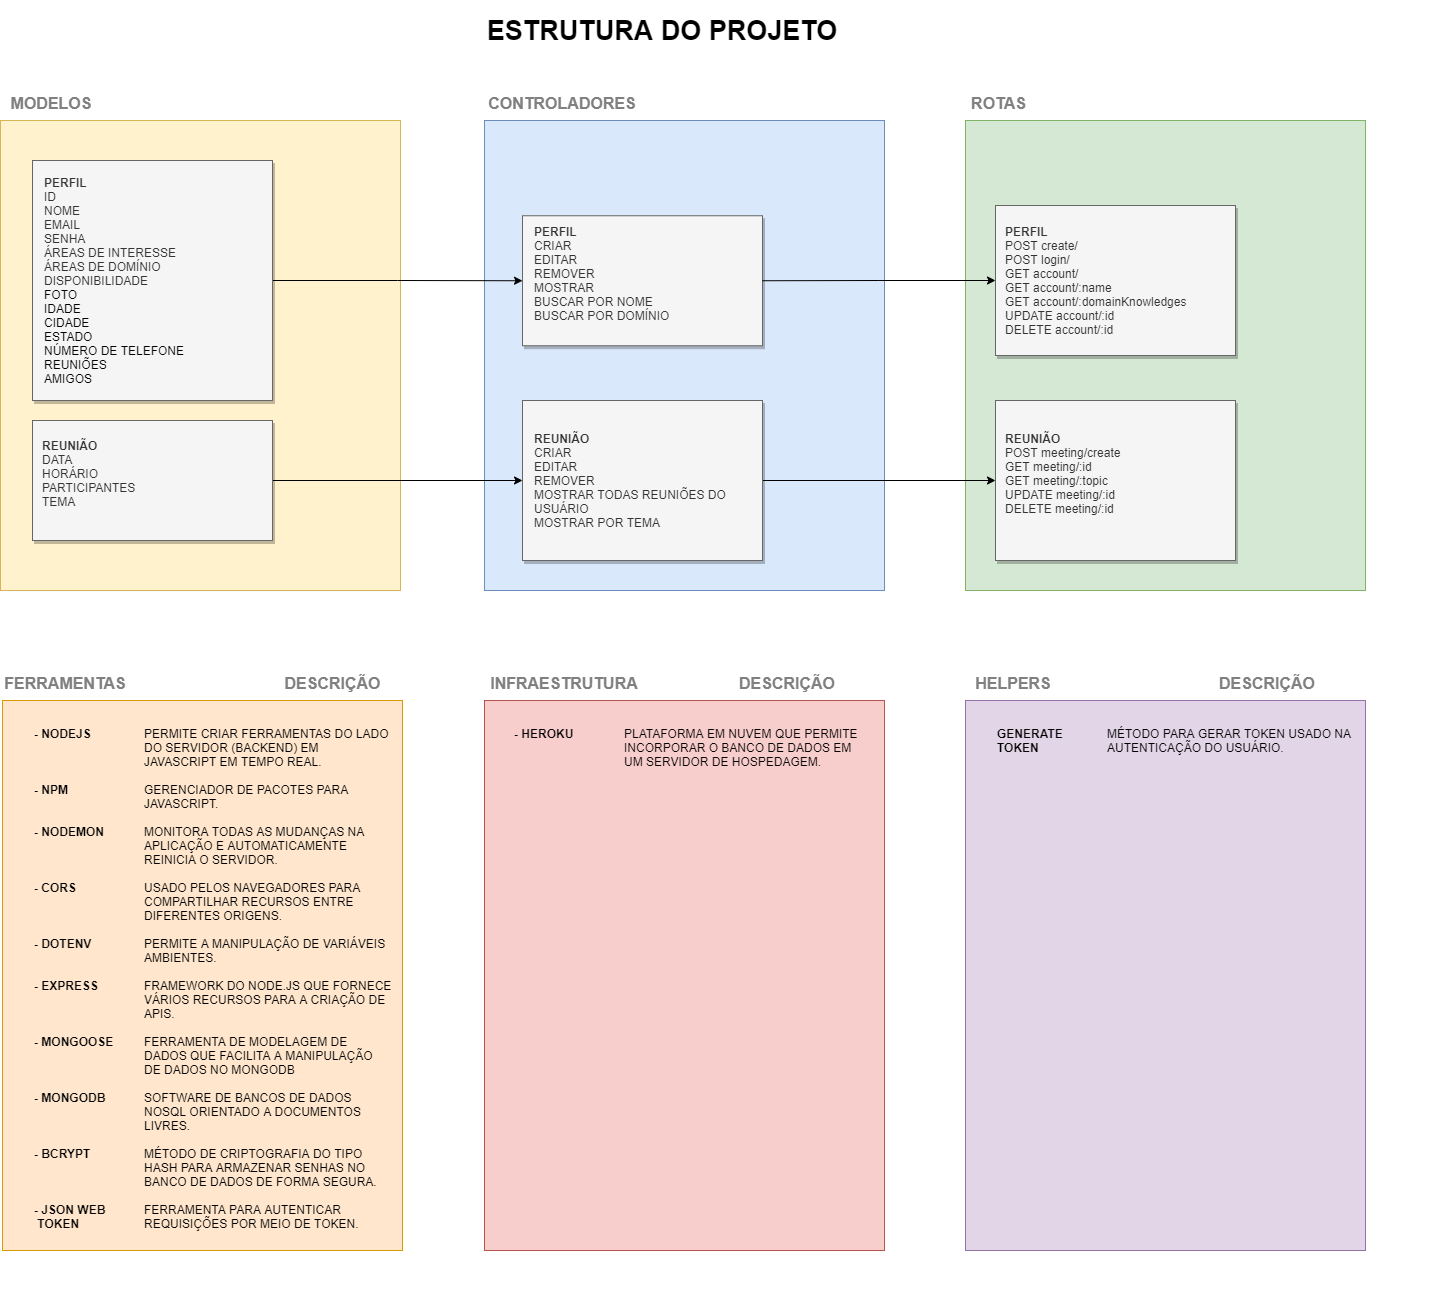 ESTRUTURA DO PROJETO
MODELOS
PERFIL
ID
NOME
EMAIL
SENHA
ÁREAS DE INTERESSE
ÁREAS DE DOMÍNIO
DISPONIBILIDADE
FOTO
IDADE
CIDADE
ESTADO
NÚMERO DE TELEFONE
REUNIÕES
AMIGOS
REUNIÃO
DATA
HORÁRIO
PARTICIPANTES
TEMA
CONTROLADORES
PERFIL
CRIAR
EDITAR
REMOVER
MOSTRAR
BUSCAR POR NOME
BUSCAR POR DOMÍNIO
REUNIÃO
CRIAR
EDITAR
REMOVER
MOSTRAR TODAS REUNIÕES DO
USUÁRIO
MOSTRAR POR TEMA
ROTAS
PERFIL
POST create/
POST login/
GET account/
GET account/:name
GET account/:domainKnowledges
UPDATE account/:id
DELETE account/:id
REUNIÃO
POST meeting/create
GET meeting/:id
GET meeting/:topic
UPDATE meeting/:id
DELETE meeting/:id
FERRAMENTAS DESCRIÇÃO
- NODEJS PERMITE CRIAR FERRAMENTAS DO LADO
DO SERVIDOR (BACKEND) EM
JAVASCRIPT EM TEMPO REAL.
- NPM GERENCIADOR DE PACOTES PARA
JAVASCRIPT.
- NODEMON MONITORA TODAS AS MUDANÇAS NA
APLICAÇÃO E AUTOMATICAMENTE
REINICIA O SERVIDOR.
- CORS USADO PELOS NAVEGADORES PARA
COMPARTILHAR RECURSOS ENTRE
DIFERENTES ORIGENS.
- DOTENV PERMITE A MANIPULAÇÃO DE VARIÁVEIS
AMBIENTES.
- EXPRESS FRAMEWORK DO NODE.JS QUE FORNECE
VÁRIOS RECURSOS PARA A CRIAÇÃO DE
APIS.
- MONGOOSE FERRAMENTA DE MODELAGEM DE
DADOS QUE FACILITA A MANIPULAÇÃO
DE DADOS NO MONGODB
- MONGODB SOFTWARE DE BANCOS DE DADOS
NOSQL ORIENTADO A DOCUMENTOS
LIVRES.
- BCRYPT MÉTODO DE CRIPTOGRAFIA DO TIPO
HASH PARA ARMAZENAR SENHAS NO
BANCO DE DADOS DE FORMA SEGURA.
- JSON WEB FERRAMENTA PARA AUTENTICAR
TOKEN REQUISIÇÕES POR MEIO DE TOKEN.
INFRAESTRUTURA DESCRIÇÃO
- HEROKU PLATAFORMA EM NUVEM QUE PERMITE
INCORPORAR O BANCO DE DADOS EM
UM SERVIDOR DE HOSPEDAGEM.
HELPERS DESCRIÇÃO
GENERATE MÉTODO PARA GERAR TOKEN USADO NA
TOKEN AUTENTICAÇÃO DO USUÁRIO.